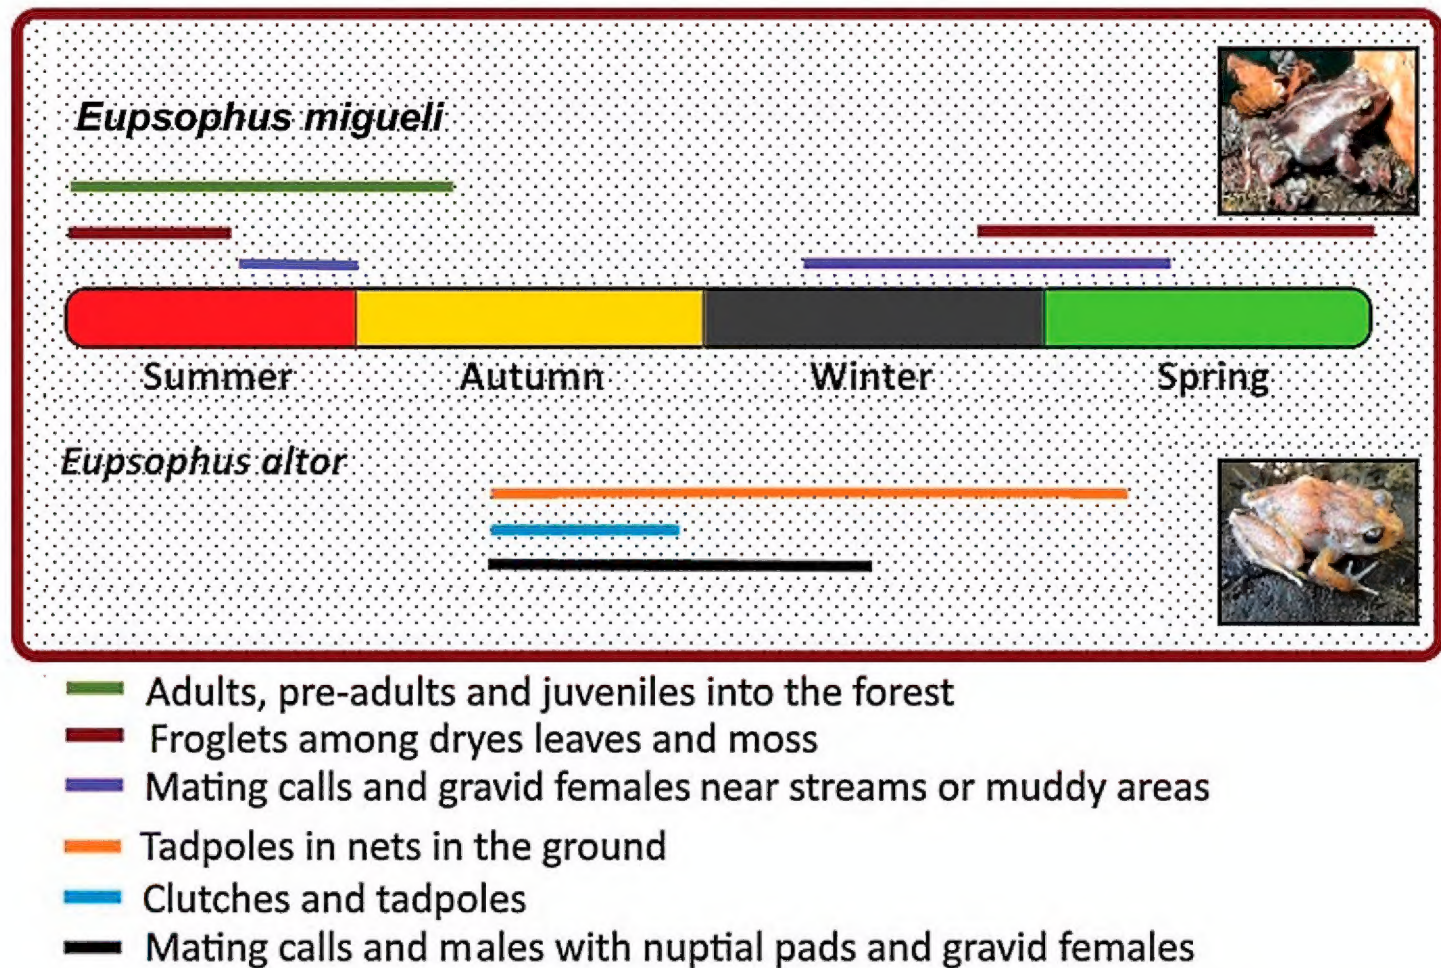 Eupsophus migueli
Summer Autumn Winter Spring
Eupsophus altor
Adults, pre-adults and juveniles into the forest
Froglets among dryes leaves and moss
Mating calls and gravid females near streams or muddy areas
Tadpoles in nets in the ground
Clutches and tadpoles
Mating calls and males with nuptial pads and gravid females